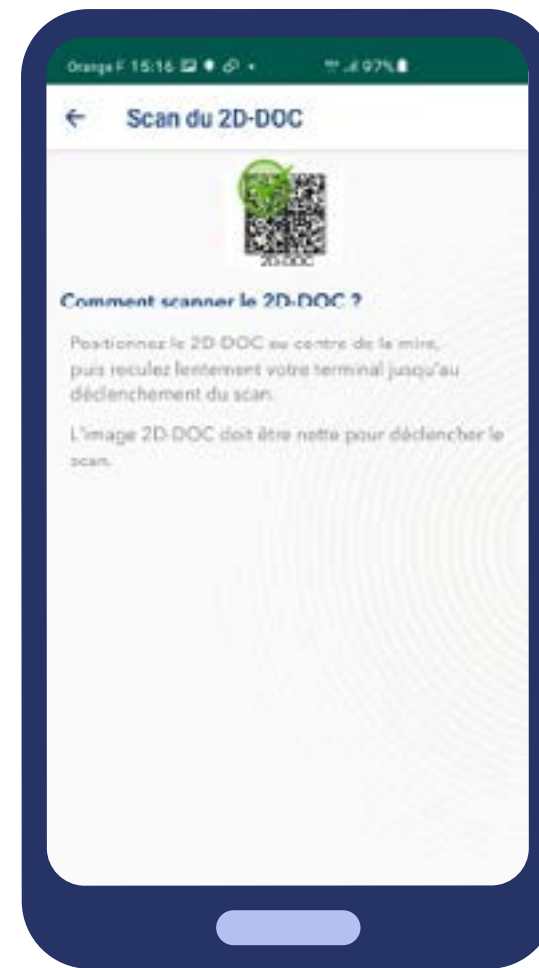 Orange F 15:16 97%
Scan du 2D-DOC
2D-DOC
Comment scanner le 2D-DOC ?
Positionnez le 2D-DOC au centre de la mire,
puis reculez lentement votre terminal jusqu'au
déclenchement du scan.
L'image 2D-DOC doit être nette pour déclencher le
scan.